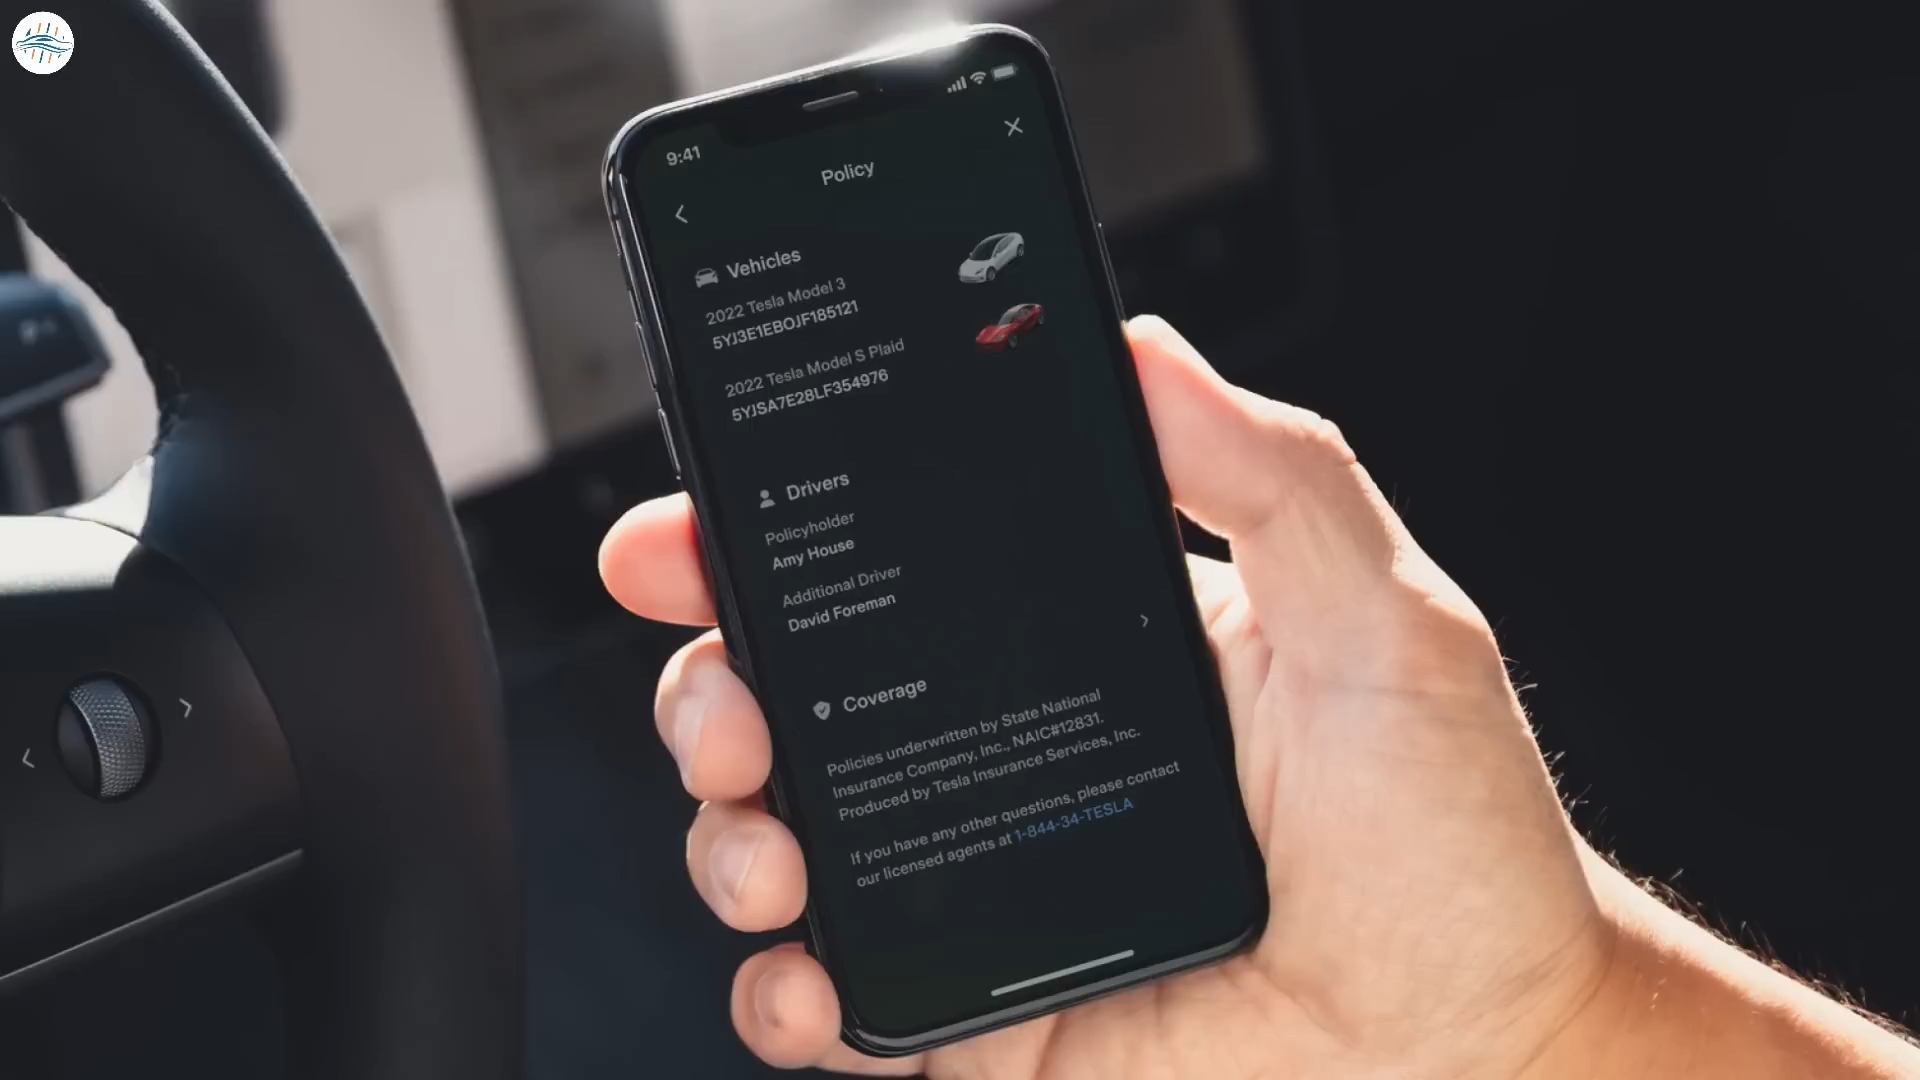 9:41
Policy
Vehicles
2022 Tesla Model 3
5YJ3E1EBOJF185121
2022 Tesla Model S Plaid
5YJSA7E28LF354976
Drivers
Policyholder
Amy House
Additional Driver
David Foreman
Coverage
Policies underwritten by State National
Insurance Company, Inc., NAIC#12831.
Produced by Tesla Insurance Services, Inc.
If you have any other questions, please contact
our licensed agents at 1-844-34-TESLA